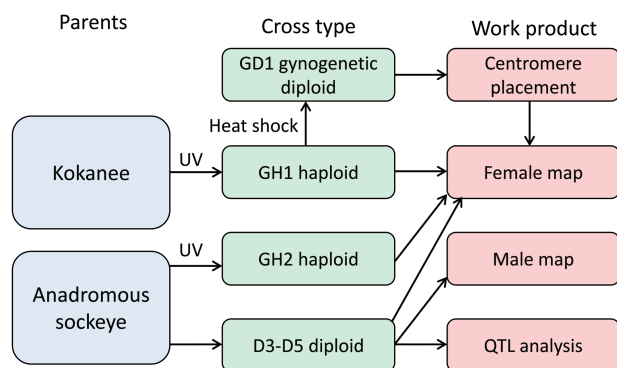 Parents
Cross type
Work product
GD1 gynogenetic
diploid
Centromere
placement
Heat shock
Kokanee
UV
GH1 haploid
Female map
Anadromous
sockeye
UV
GH2 haploid
Male map
D3-D5 diploid
QTL analysis